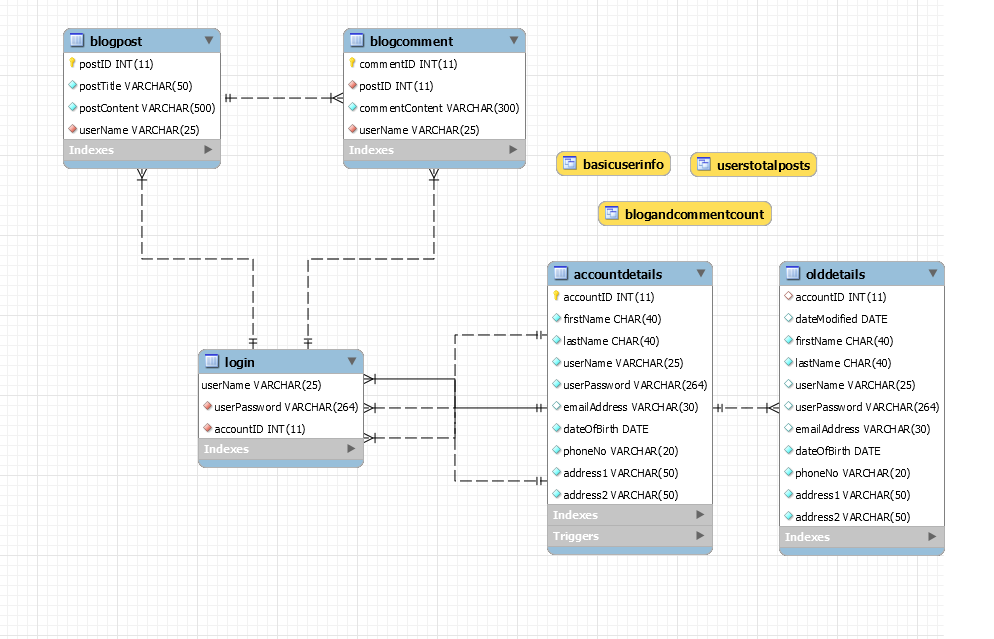 blogpost
postID INT(11)
postTitle VARCHAR(50)
postContent VARCHAR(500)
userName VARCHAR(25)
Indexes
blogcomment
commentID INT(11)
postID INT(11)
commentContent VARCHAR(300)
userName VARCHAR(25)
Indexes
basicuserinfo
userstotalposts
blogandcommentcount
login
userName VARCHAR(25)
userPassword VARCHAR(264)
accountID INT(11)
Indexes
accountdetails
accountID INT(11)
firstName CHAR(40)
lastName CHAR(40)
userName VARCHAR(25)
userPassword VARCHAR(264)
emailAddress VARCHAR(30)
dateOfBirth DATE
phoneNo VARCHAR(20)
address1 VARCHAR(50)
address2 VARCHAR(50)
Indexes
Triggers
olddetails
accountID INT(11)
dateModified DATE
firstName CHAR(40)
lastName CHAR(40)
userName VARCHAR(25)
userPassword VARCHAR(264)
emailAddress VARCHAR(30)
dateOfBirth DATE
phoneNo VARCHAR(20)
address1 VARCHAR(50)
address2 VARCHAR(50)
Indexes